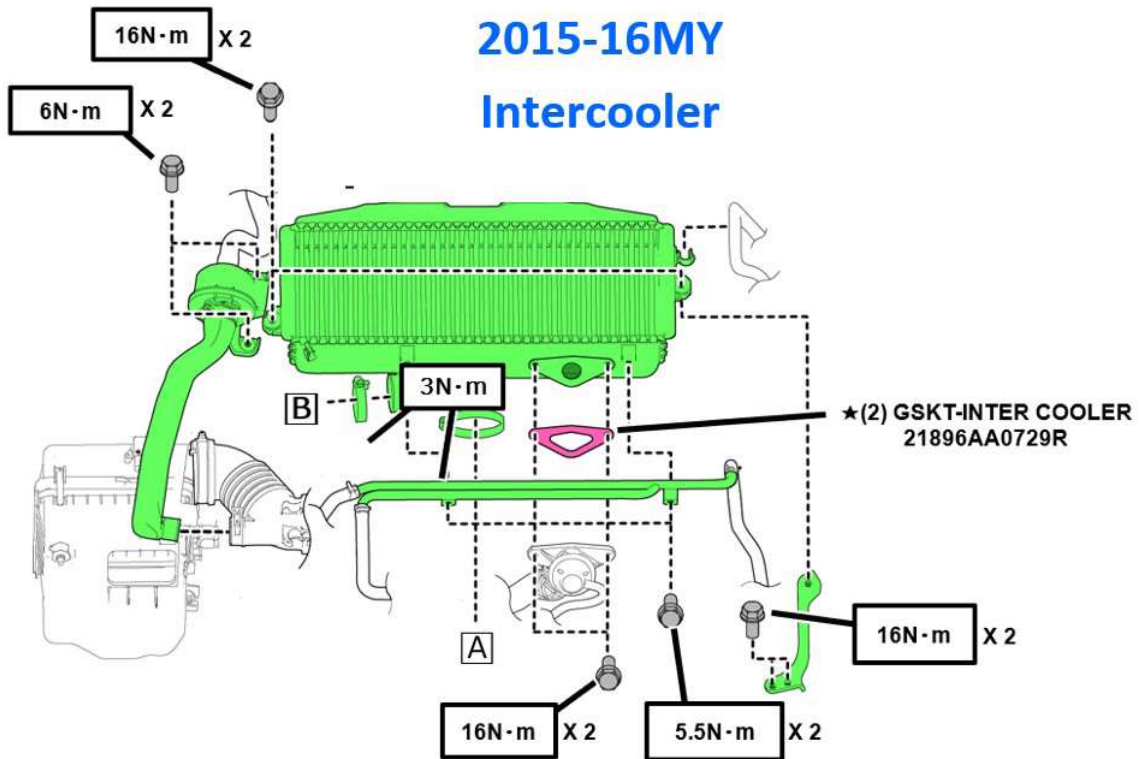 2015-16MY
Intercooler
16N·m X 2
6N·m X 2
B
3N·m
★(2) GSKT-INTER COOLER
21896AA0729R
A
16N·m X 2
16N·m X 2
5.5N·m X 2